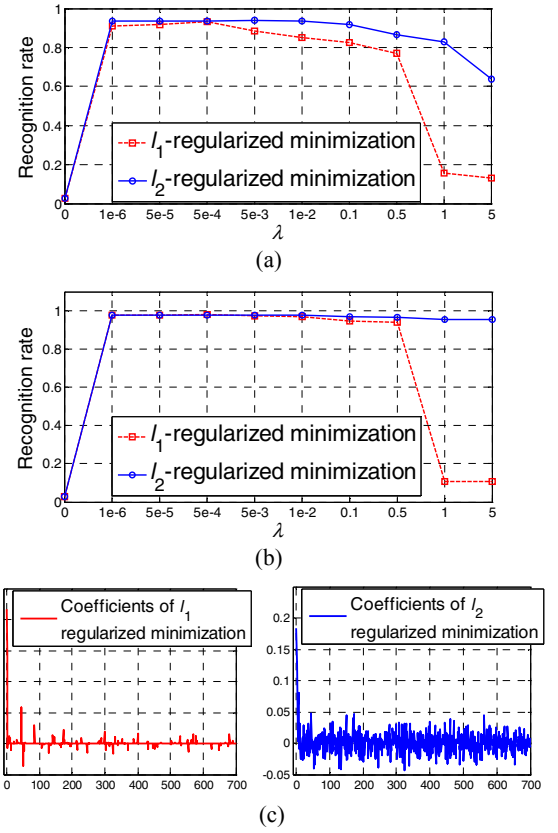 1
0.8
0.6
0.4
0.2
0
Recognition rate
l1-regularized minimization
l2-regularized minimization
0 1e-6 5e-5 5e-4 5e-3 1e-2 0.1 0.5 1 5
λ
(a)
1
0.8
0.6
0.4
0.2
0
Recognition rate
l1-regularized minimization
l2-regularized minimization
0 1e-6 5e-5 5e-4 5e-3 1e-2 0.1 0.5 1 5
λ
(b)
Coefficients of l1
regularized minimization
0 100 200 300 400 500 600 700
0.2
0.15
0.1
0.05
0
-0.05
Coefficients of l2
regularized minimization
0 100 200 300 400 500 600 700
(c)